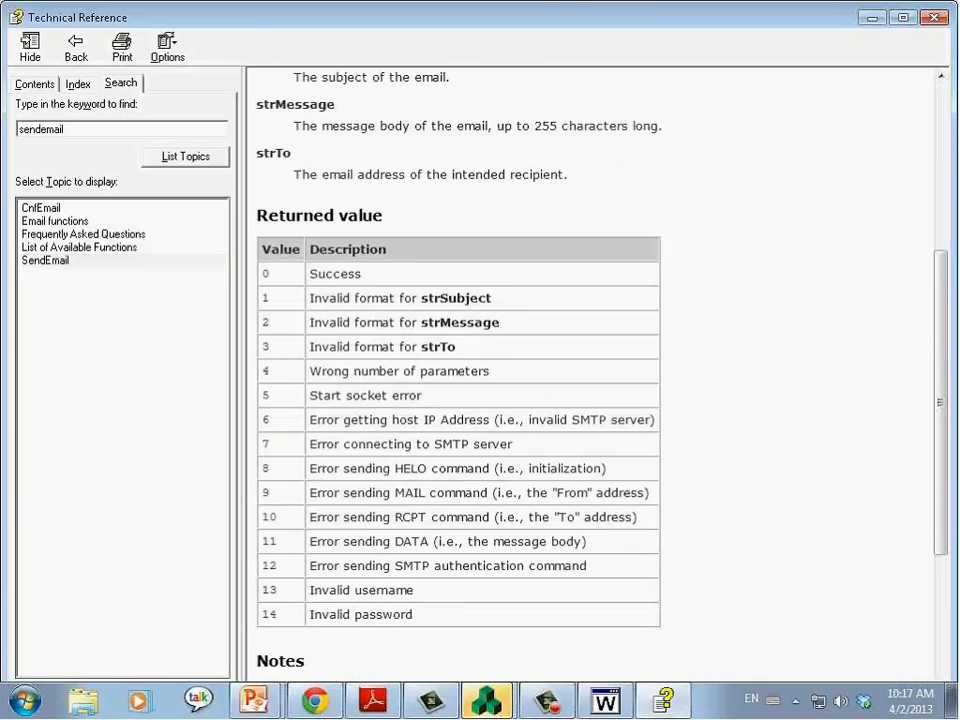 Technical Reference
Hide Back Print Options
Contents Index Search
Type in the keyword to find:
sendemail
List Topics
Select Topic to display:
CnfEmail
Email functions
Frequently Asked Questions
List of Available Functions
SendEmail
The subject of the email.
strMessage
The message body of the email, up to 255 characters long.
strTo
The email address of the intended recipient.
Returned value
Value Description
0 Success
1 Invalid format for strSubject
2 Invalid format for strMessage
3 Invalid format for strTo
4 Wrong number of parameters
5 Start socket error
6 Error getting host IP Address (i.e., invalid SMTP server)
7 Error connecting to SMTP server
8 Error sending HELO command (i.e., initialization)
9 Error sending MAIL command (i.e., the "From" address)
10 Error sending RCPT command (i.e., the "To" address)
11 Error sending DATA (i.e., the message body)
12 Error sending SMTP authentication command
13 Invalid username
14 Invalid password
Notes
talk
EN
10:17 AM
4/2/2013